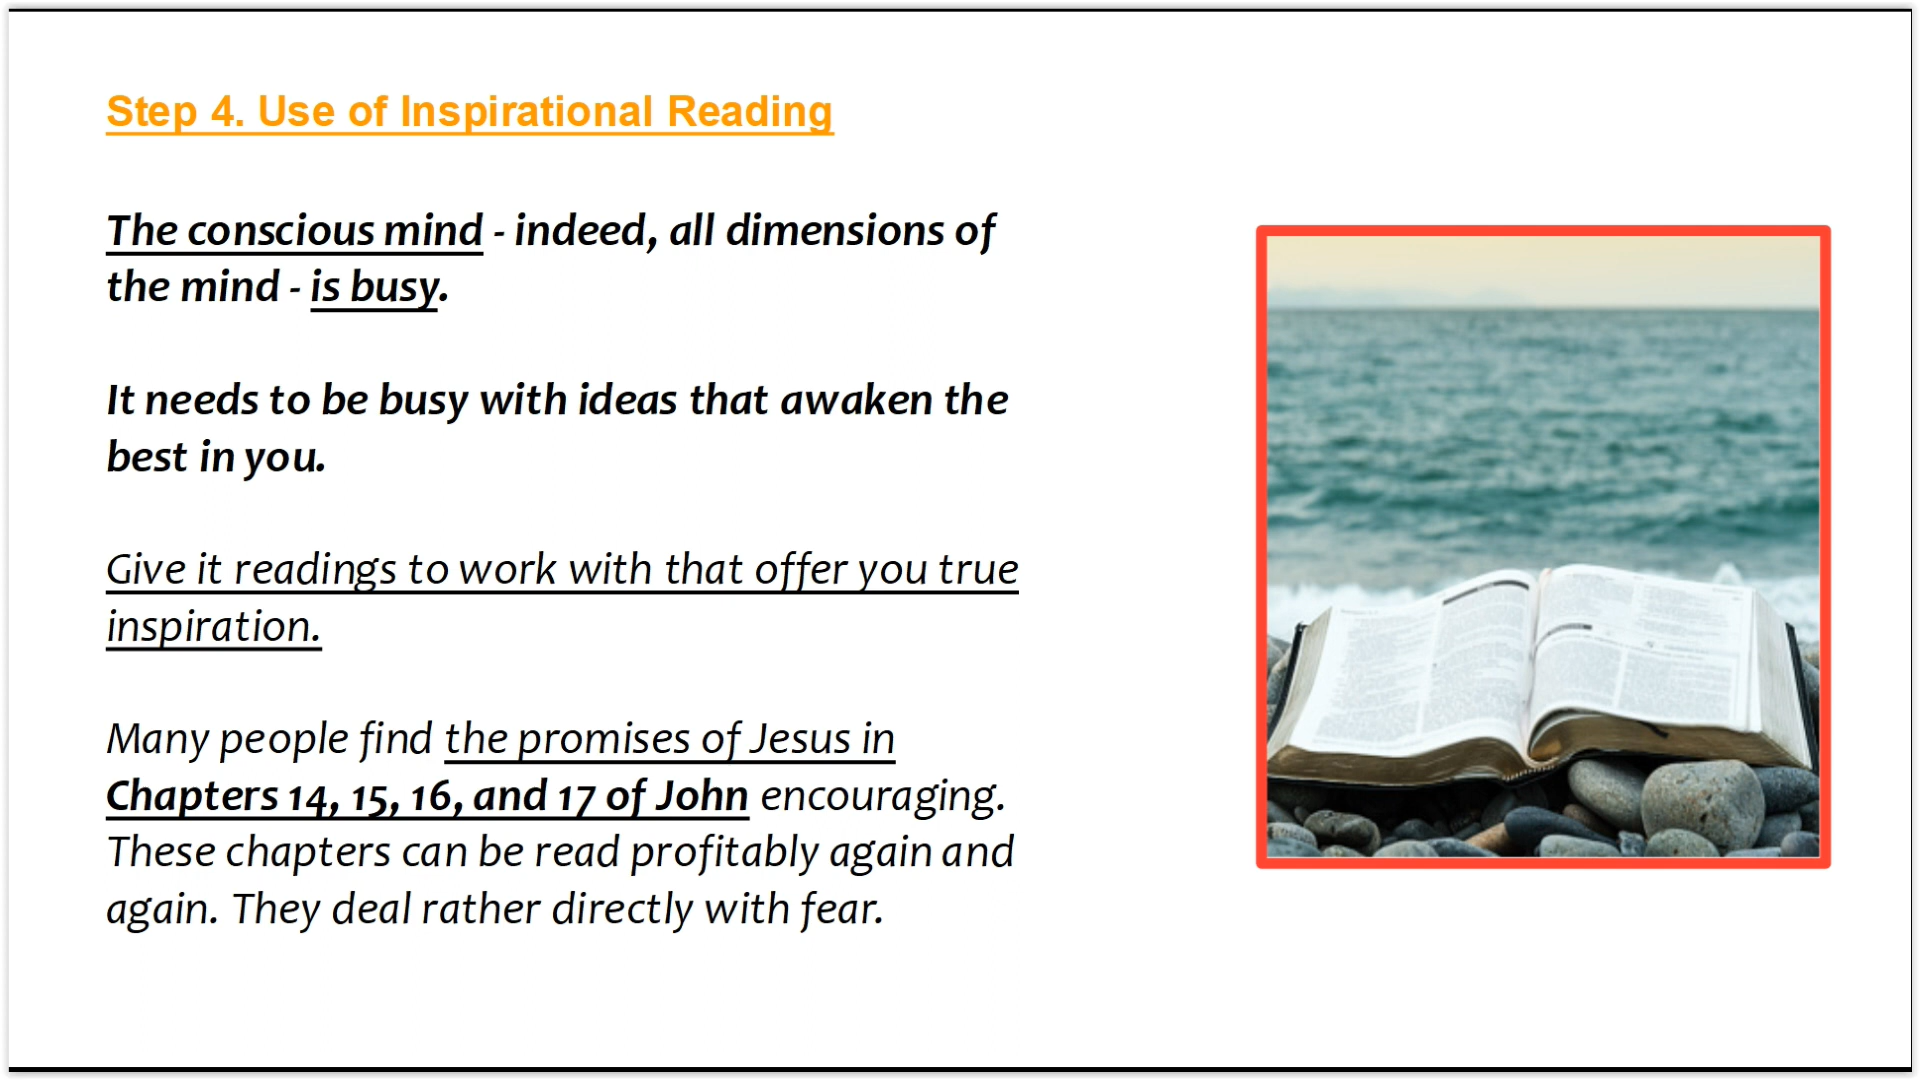 Step 4. Use of Inspirational Reading
The conscious mind - indeed, all dimensions of
the mind - is busy.
It needs to be busy with ideas that awaken the
best in you.
Give it readings to work with that offer you true
inspiration.
Many people find the promises of Jesus in
Chapters 14, 15, 16, and 17 of John encouraging.
These chapters can be read profitably again and
again. They deal rather directly with fear.